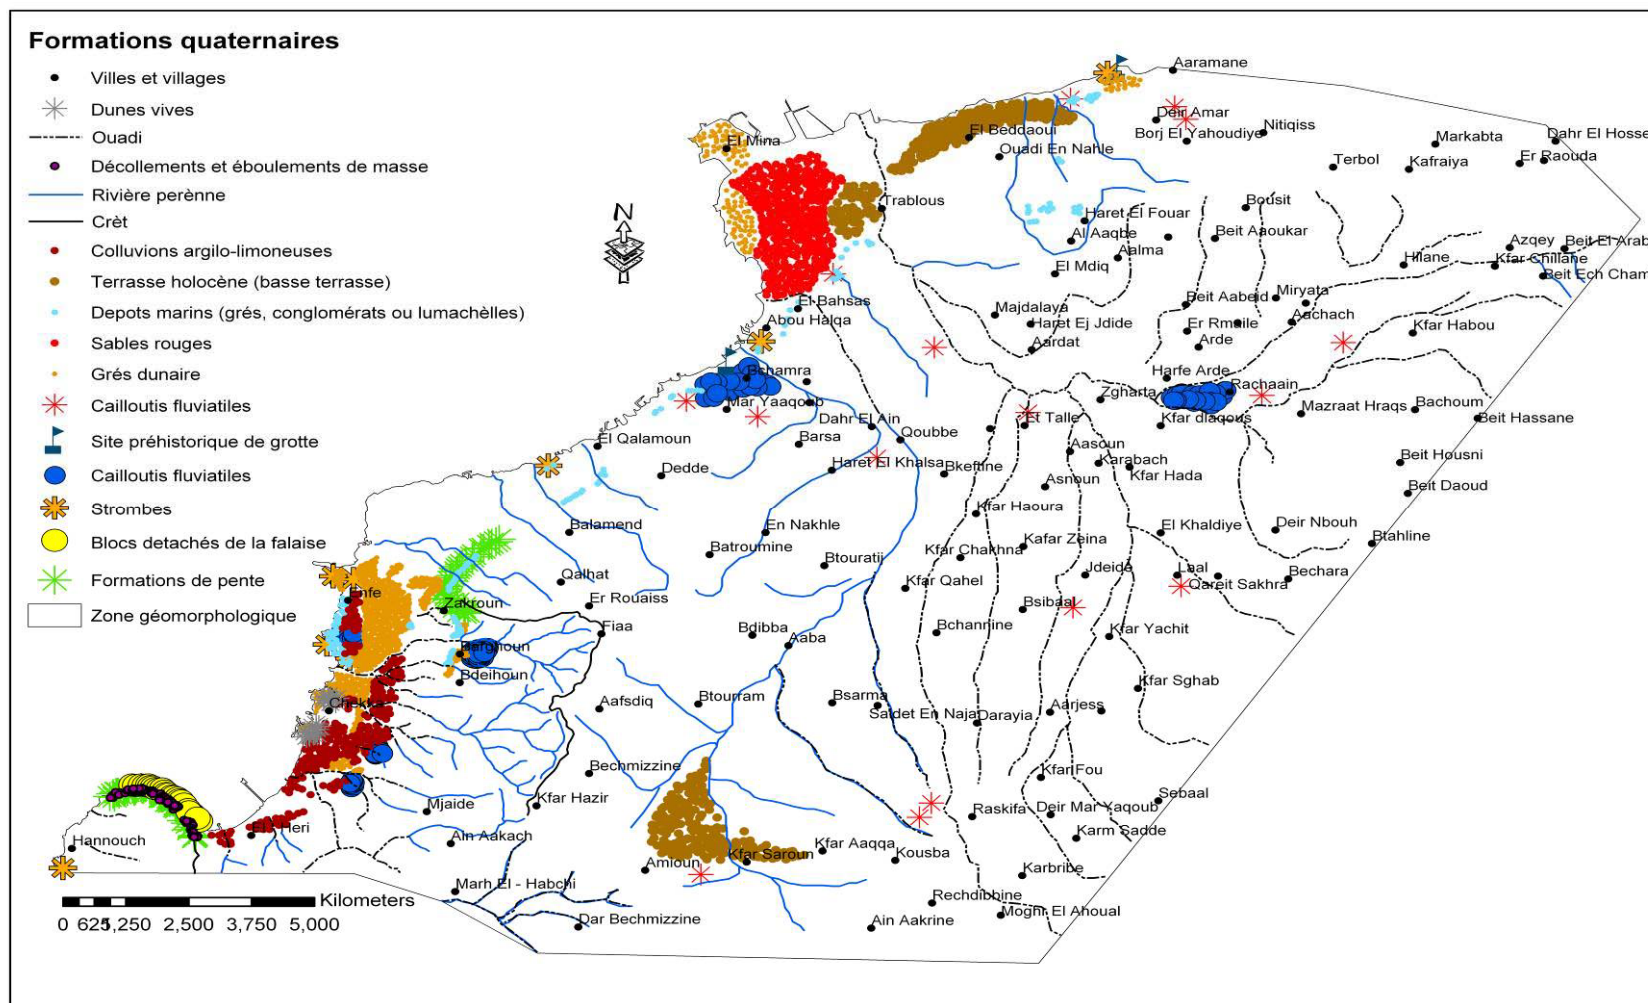 Formations quaternaires
Villes et villages
Dunes vives
Ouadi
Décollements et éboulements de masse
Rivière perènne
Crèt
Colluvions argilo-limoneuses
Terrasse holocène (basse terrasse)
Depots marins (grés, conglomérats ou lumachèlles)
Sables rouges
Grés dunaire
Cailloutis fluviatiles
Site préhistorique de grotte
Cailloutis fluviatiles
Strombes
Blocs detachés de la falaise
Formations de pente
Zone géomorphologique
N
Aaramane
Deir Amar
Borj El Yahoudiye
Nitiqiss
Markabta
Dahr El Hosse
Er Raouda
Terbol
Kafraiya
El Mina
El Beddaoui
Ouadi En Nahle
Trablous
Haret El Fouar
Al Aaqbe
Aalma
Bousit
Beit Aaoukar
El Mdiq
Hilane
Azqey
Beit El Arab
Kfar Chillane
Beit Ech Cham
El Bahsas
Abou Halqa
Majdalaya
Haret Ej Jdide
Aardat
Beit Aabeid
Miryata
Er Rmeile
Arde
Aachach
Kfar Habou
Bchamra
Mar Yaaqoub
Harfe Arde
Rachaain
Zgharta
Kfar dlaqous
Mazraat Hraqs
Bachoum
Beit Hassane
El Qalamoun
Dahr El Ain
Barsa
Qoubbe
Et Talle
Dedde
Haret El Khalsa
Bkeftine
Aasoun
Karabach
Kfar Hada
Asnoun
Beit Housni
Beit Daoud
Balamend
En Nakhle
Batroumine
Btouratij
Kfar Haoura
Kfar Chakhna
Kafar Zeina
El Khaldiye
Deir Nbouh
Btahline
Qalhat
Er Rouaiss
Kfar Qahel
Jdeide
Laal
Qareit Sakhra
Bechara
Enfe
Zakroun
Fiaa
Bdibba
Aaba
Bchannine
Bsibaal
Kfar Yachit
Barghoun
Bdeihoun
Chekka
Aafsdiq
Btourram
Bsarma
Saidet En Naja
Darayia
Aarjess
Kfar Sghab
Bechmizzine
Kfar Hazir
Mjaide
Kfar Fou
Raskifa
Deir Mar Yaqoub
Sebaal
Karm Sadde
Hannouch
El Heri
Ain Aakach
Amioun
Kfar Saroun
Kfar Aaqqa
Kousba
Karbribe
Marh El - Habchi
Dar Bechmizzine
Rechdibbine
Ain Aakrine
Moghr El Ahoual
Kilometers
0 625 1,250 2,500 3,750 5,000